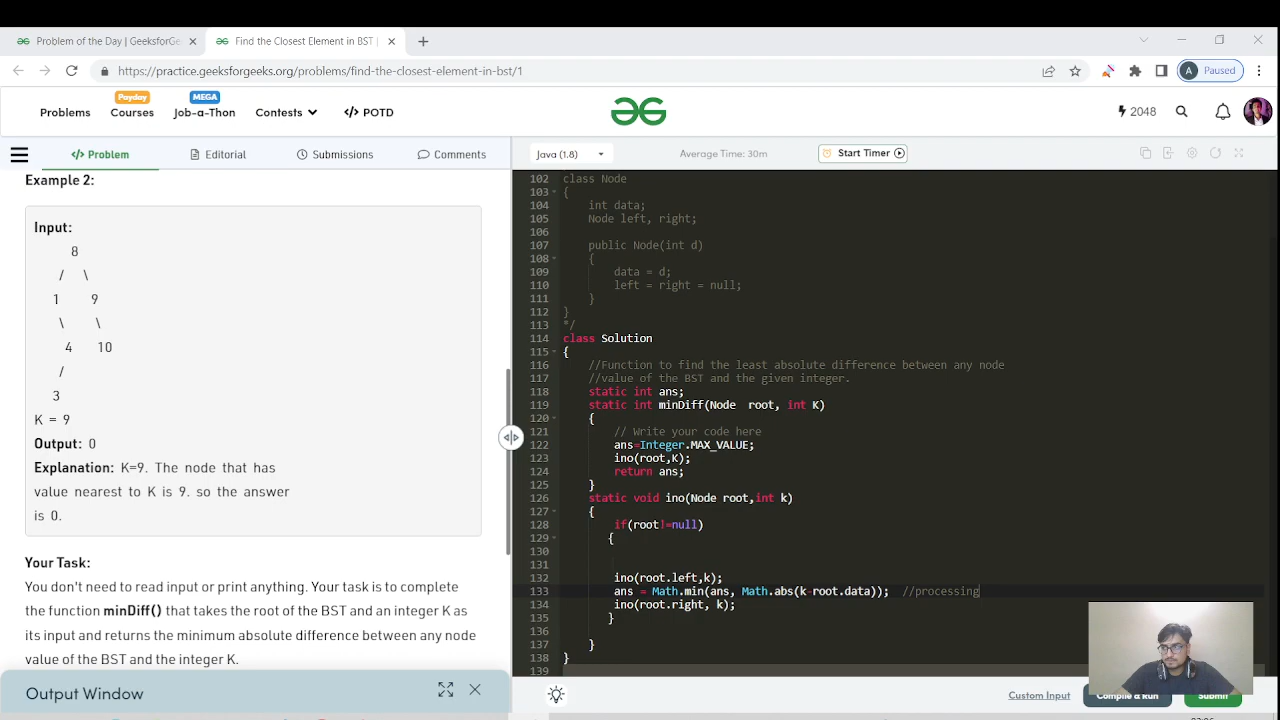 Problem of the Day | GeeksforGe
Find the Closest Element in BST |
https://practice.geeksforgeeks.org/problems/find-the-closest-element-in-bst/1
A Paused
Payday MEGA
Problems Courses Job-a-Thon Contests </> POTD
2048
</> Problem Editorial Submissions Comments
Java (1.8) Average Time: 30m Start Timer
Example 2:
Input:
8
/ \
1 9
\ \
4 10
/
3
K = 9
Output: 0
Explanation: K=9. The node that has
value nearest to K is 9. so the answer
is 0.
Your Task:
You don't need to read input or print anything. Your task is to complete
the function minDiff() that takes the root of the BST and an integer K as
its input and returns the minimum absolute difference between any node
value of the BST and the integer K.
Output Window
102 class Node
103 {
104 int data;
105 Node left, right;
106
107 public Node(int d)
108 {
109 data = d;
110 left = right = null;
111 }
112 }
113 */
114 class Solution
115 {
116 //Function to find the least absolute difference between any node
117 //value of the BST and the given integer.
118 static int ans;
119 static int minDiff(Node root, int K)
120 {
121 // Write your code here
122 ans=Integer.MAX_VALUE;
123 ino(root,K);
124 return ans;
125 }
126 static void ino(Node root,int k)
127 {
128 if(root!=null)
129 {
130
131
132 ino(root.left,k);
133 ans = Math.min(ans, Math.abs(k-root.data)); //processing
134 ino(root.right, k);
135 }
136
137 }
138 }
139
Custom Input Compile & Run Submit